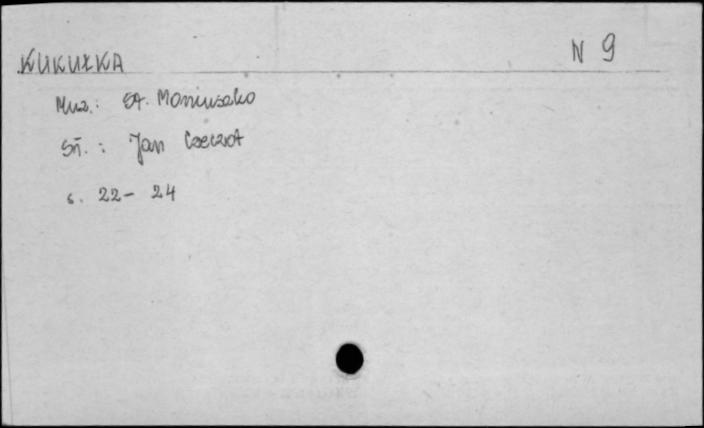 KUKUŁKA N 9
Muz.: St. Moniuszko
Sł.: Jan Czeczot
s. 22-24